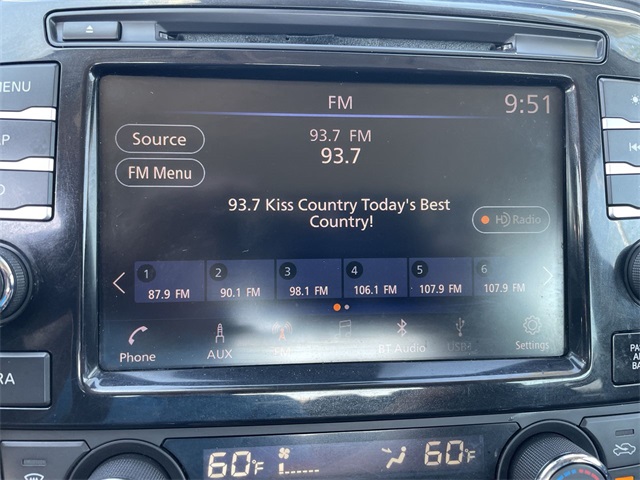 MENU
FM
9:51
Source
93.7 FM
93.7
FM Menu
93.7 Kiss Country Today's Best
Country!
HD Radio
1 2 3 4 5 6
87.9 FM 90.1 FM 98.1 FM 106.1 FM 107.9 FM 107.9 FM
Phone AUX BT Audio USB Settings
60°F 60°F